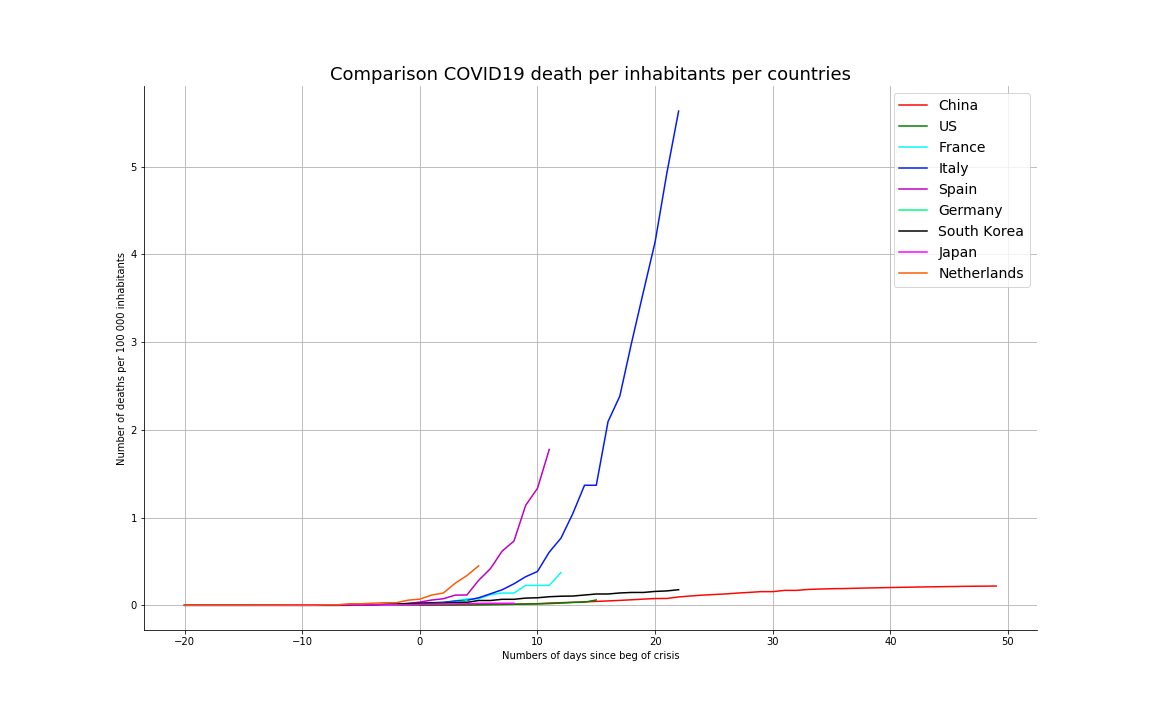 Comparison COVID19 death per inhabitants per countries
China
US
France
Italy
Spain
Germany
South Korea
Japan
Netherlands
Number of deaths per 100 000 inhabitants
5
4
3
2
1
0
−20
−10
0
10
20
30
40
50
Numbers of days since beg of crisis